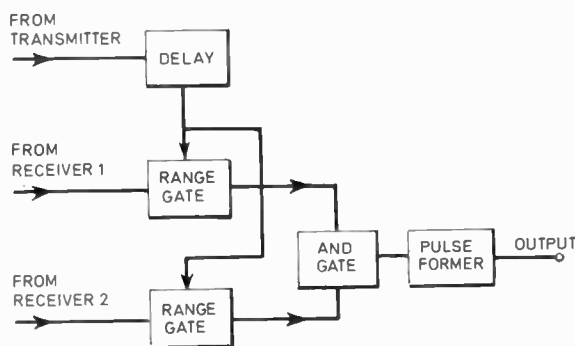 FROM
TRANSMITTER
DELAY
FROM
RECEIVER 1
RANGE
GATE
AND
GATE
PULSE
FORMER
OUTPUT
FROM
RECEIVER 2
RANGE
GATE